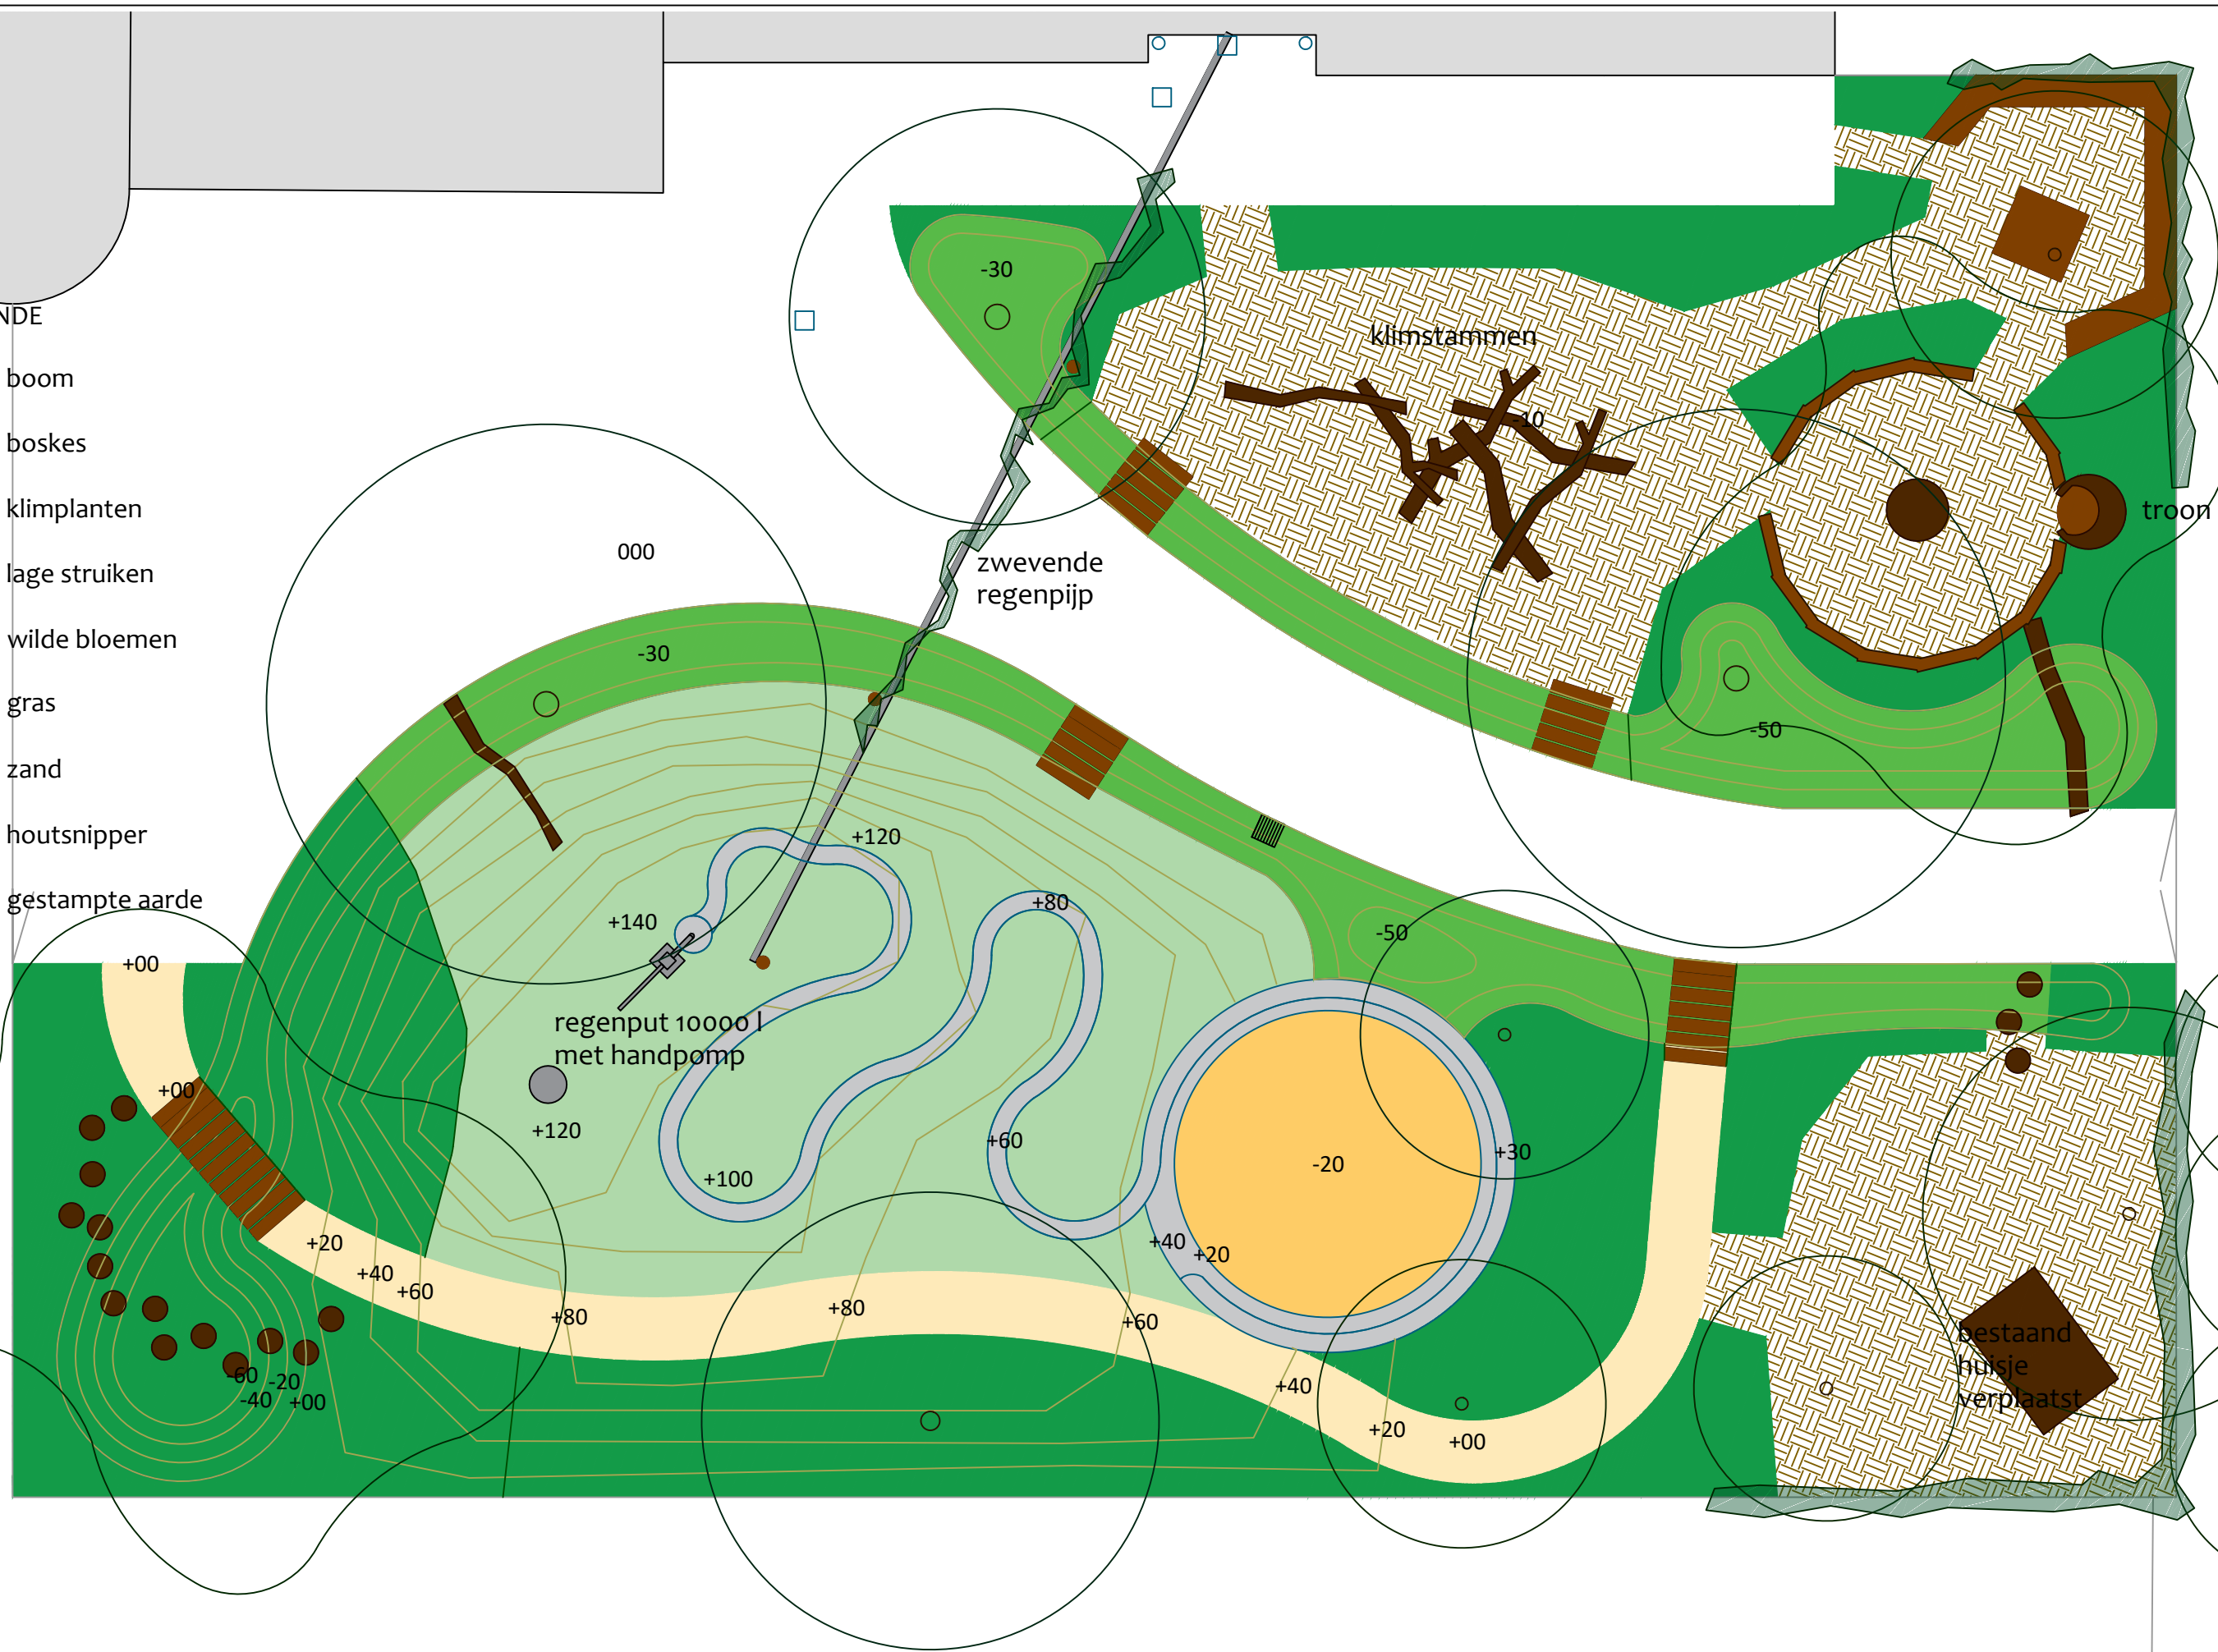 NDE
boom
boskes
klimplanten
lage struiken
wilde bloemen
gras
zand
houtsnipper
gestampte aarde
-30
klimstammen
-10
troon
000
zwevende
regenpijp
-30
-50
+120
+80
+140
-50
+00
regenput 10000 l
met handpomp
+00
+120
+60
+30
-20
+100
+20
+40
+20
+40
+60
+80
+80
+60
bestaand
huisje
verplaatst
-60
-20
-40
+00
+40
+20
+00